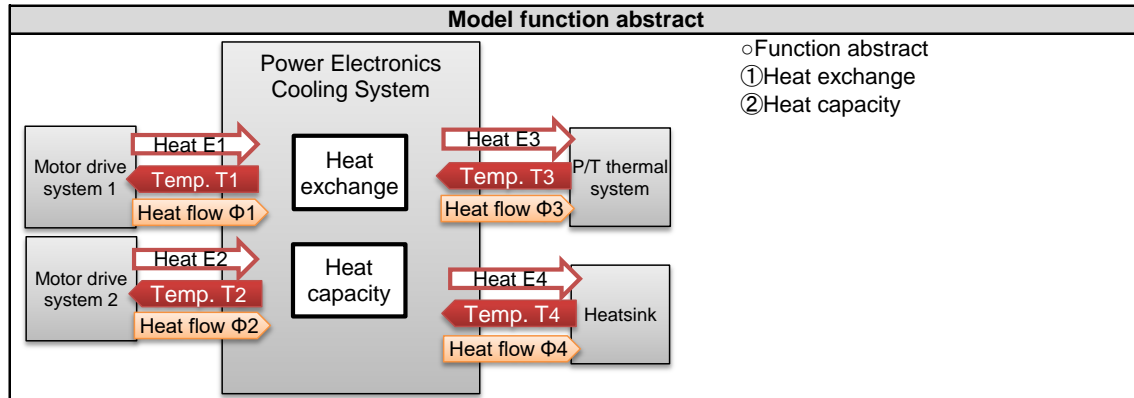 Model function abstract
Power Electronics
Cooling System
○Function abstract
①Heat exchange
②Heat capacity
Motor drive
system 1
Heat E1
Temp. T1
Heat flow Φ1
Heat
exchange
Heat E3
Temp. T3
Heat flow Φ3
P/T thermal
system
Motor drive
system 2
Heat E2
Temp. T2
Heat flow Φ2
Heat
capacity
Heat E4
Temp. T4
Heat flow Φ4
Heatsink